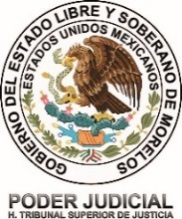 GOBIERNO DEL ESTADO LIBRE Y SOBERANO DE MORELOS
ESTADOS UNIDOS MEXICANOS
PODER JUDICIAL
H. TRIBUNAL SUPERIOR DE JUSTICIA